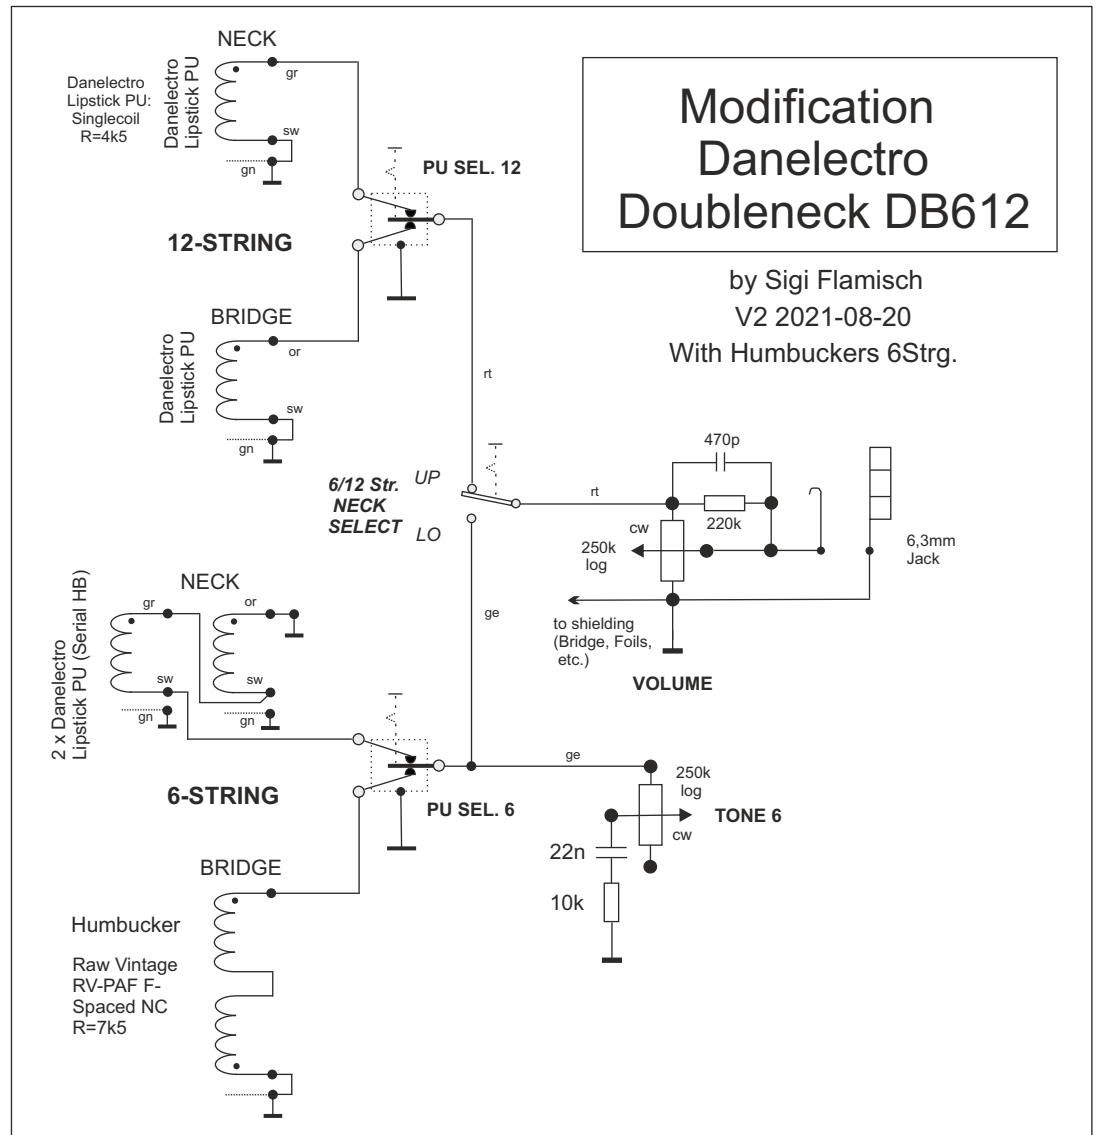 NECK
Danelectro
Lipstick PU:
Singlecoil
R=4k5
Danelectro
Lipstick PU
gr
sw
gn
PU SEL. 12
12-STRING
BRIDGE
Danelectro
Lipstick PU
or
sw
gn
Modification
Danelectro
Doubleneck DB612
by Sigi Flamisch
V2 2021-08-20
With Humbuckers 6Strg.
rt
6/12 Str.
NECK
SELECT
UP
LO
rt
470p
220k
cw
250k
log
6,3mm
Jack
to shielding
(Bridge, Foils,
etc.)
VOLUME
ge
NECK
2 x Danelectro
Lipstick PU (Serial HB)
gr
or
sw
sw
gn
gn
6-STRING
PU SEL. 6
ge
250k
log
TONE 6
cw
22n
10k
BRIDGE
Humbucker
Raw Vintage
RV-PAF F-
Spaced NC
R=7k5